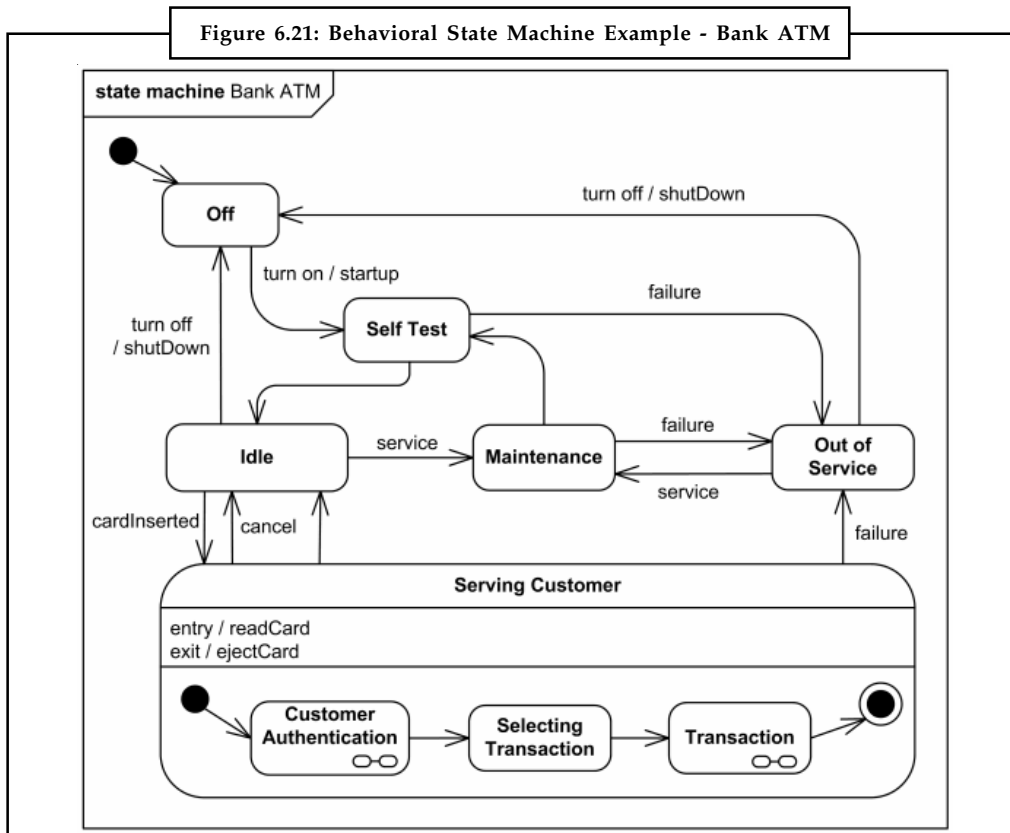 Figure 6.21: Behavioral State Machine Example - Bank ATM
state machine Bank ATM
turn off / shutDown
Off
turn on / startup
failure
Self Test
turn off
/ shutDown
Idle
service
Maintenance
failure
service
Out of
Service
cardInserted
cancel
failure
Serving Customer
entry / readCard
exit / ejectCard
Customer
Authentication
Selecting
Transaction
Transaction